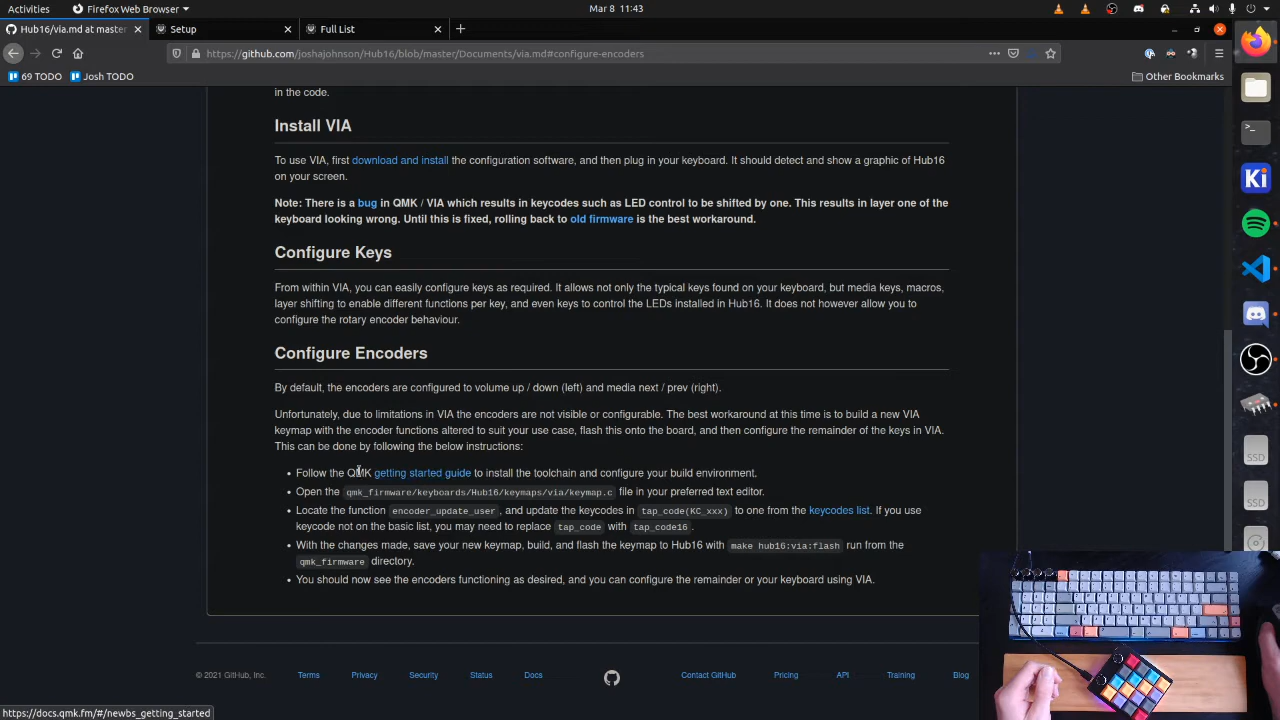 Activities
Firefox Web Browser
Mar 8 11:43
Hub16/via.md at master
Setup
Full List
https://github.com/joshajohnson/Hub16/blob/master/Documents/via.md#configure-encoders
69 TODO
Josh TODO
Other Bookmarks
in the code.
Install VIA
To use VIA, first download and install the configuration software, and then plug in your keyboard. It should detect and show a graphic of Hub16
on your screen.
Note: There is a bug in QMK / VIA which results in keycodes such as LED control to be shifted by one. This results in layer one of the
keyboard looking wrong. Until this is fixed, rolling back to old firmware is the best workaround.
Configure Keys
From within VIA, you can easily configure keys as required. It allows not only the typical keys found on your keyboard, but media keys, macros,
layer shifting to enable different functions per key, and even keys to control the LEDs installed in Hub16. It does not however allow you to
configure the rotary encoder behaviour.
Configure Encoders
By default, the encoders are configured to volume up / down (left) and media next / prev (right).
Unfortunately, due to limitations in VIA the encoders are not visible or configurable. The best workaround at this time is to build a new VIA
keymap with the encoder functions altered to suit your use case, flash this onto the board, and then configure the remainder of the keys in VIA.
This can be done by following the below instructions:
• Follow the QMK getting started guide to install the toolchain and configure your build environment.
• Open the qmk_firmware/keyboards/Hub16/keymaps/via/keymap.c file in your preferred text editor.
• Locate the function encoder_update_user, and update the keycodes in tap_code(KC_xxx) to one from the keycodes list. If you use
keycode not on the basic list, you may need to replace tap_code with tap_code16.
• With the changes made, save your new keymap, build, and flash the keymap to Hub16 with make hub16:via:flash run from the
qmk_firmware directory.
• You should now see the encoders functioning as desired, and you can configure the remainder or your keyboard using VIA.
© 2021 GitHub, Inc.
Terms
Privacy
Security
Status
Docs
Contact GitHub
Pricing
API
Training
Blog
https://docs.qmk.fm/#/newbs_getting_started
>_
Ki
SSD
SSD